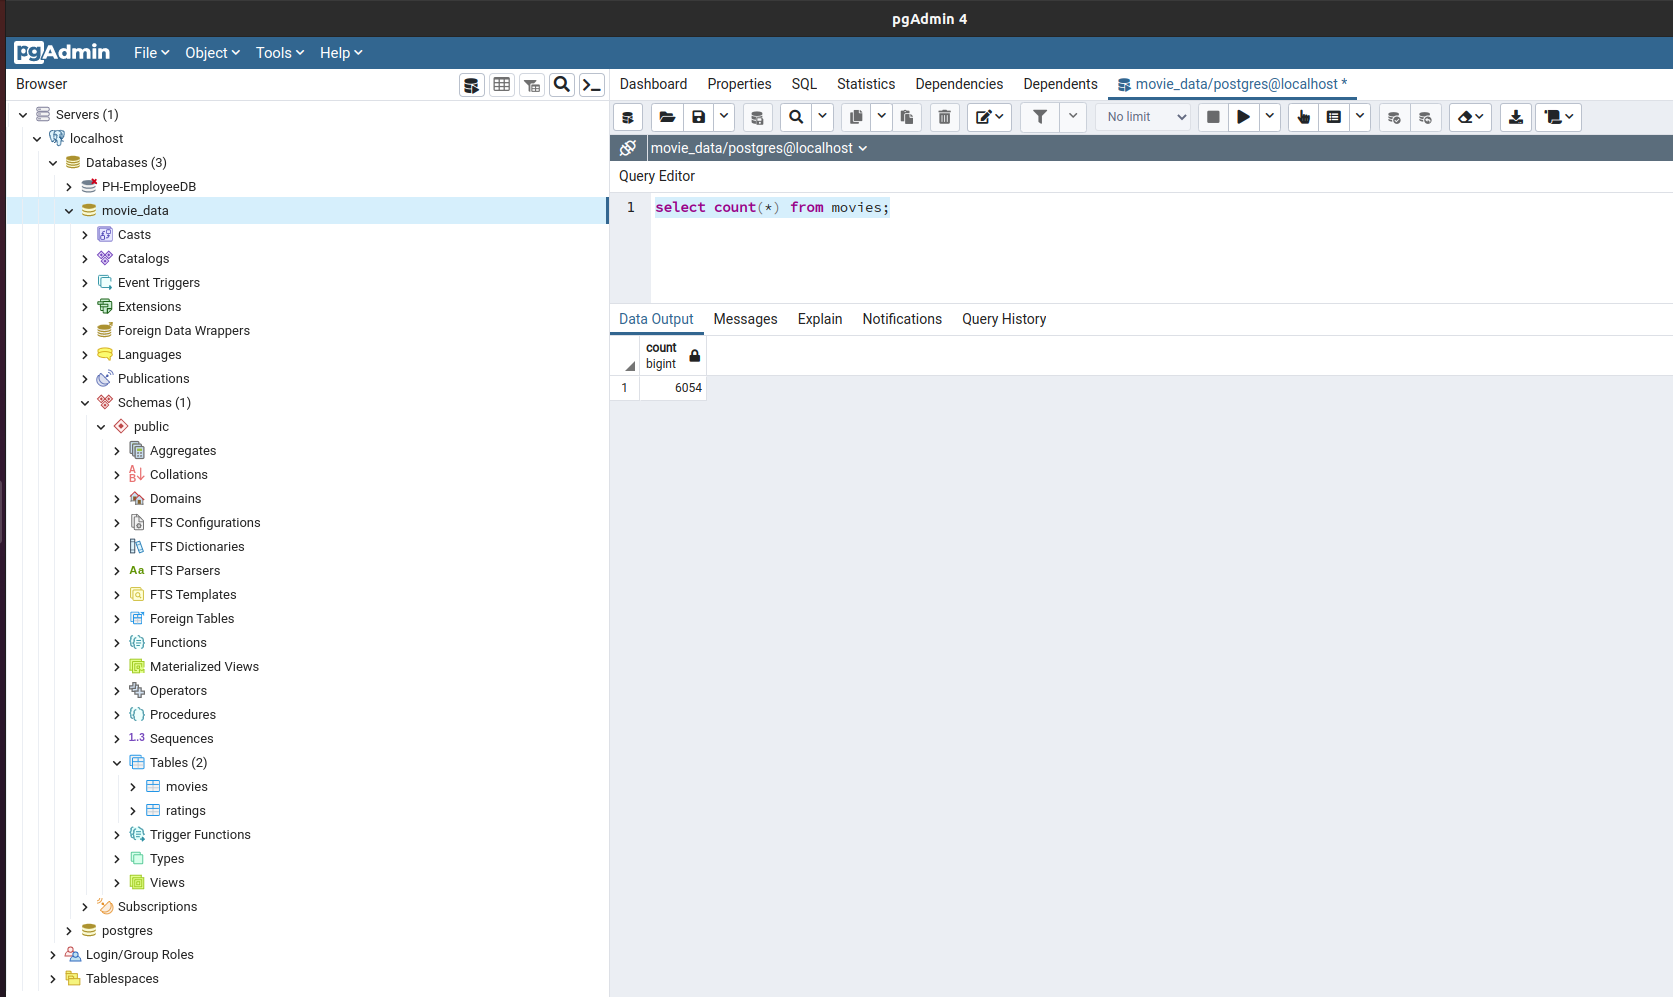 pgAdmin 4
pgAdmin File Object Tools Help
Browser
Servers (1)
localhost
Databases (3)
PH-EmployeeDB
movie_data
Casts
Catalogs
Event Triggers
Extensions
Foreign Data Wrappers
Languages
Publications
Schemas (1)
public
Aggregates
Collations
Domains
FTS Configurations
FTS Dictionaries
Aa FTS Parsers
FTS Templates
Foreign Tables
Functions
Materialized Views
Operators
Procedures
1..3 Sequences
Tables (2)
movies
ratings
Trigger Functions
Types
Views
Subscriptions
postgres
Login/Group Roles
Tablespaces
Dashboard Properties SQL Statistics Dependencies Dependents movie_data/postgres@localhost *
No limit
movie_data/postgres@localhost
Query Editor
1 select count(*) from movies;
Data Output Messages Explain Notifications Query History
count
bigint
1 6054